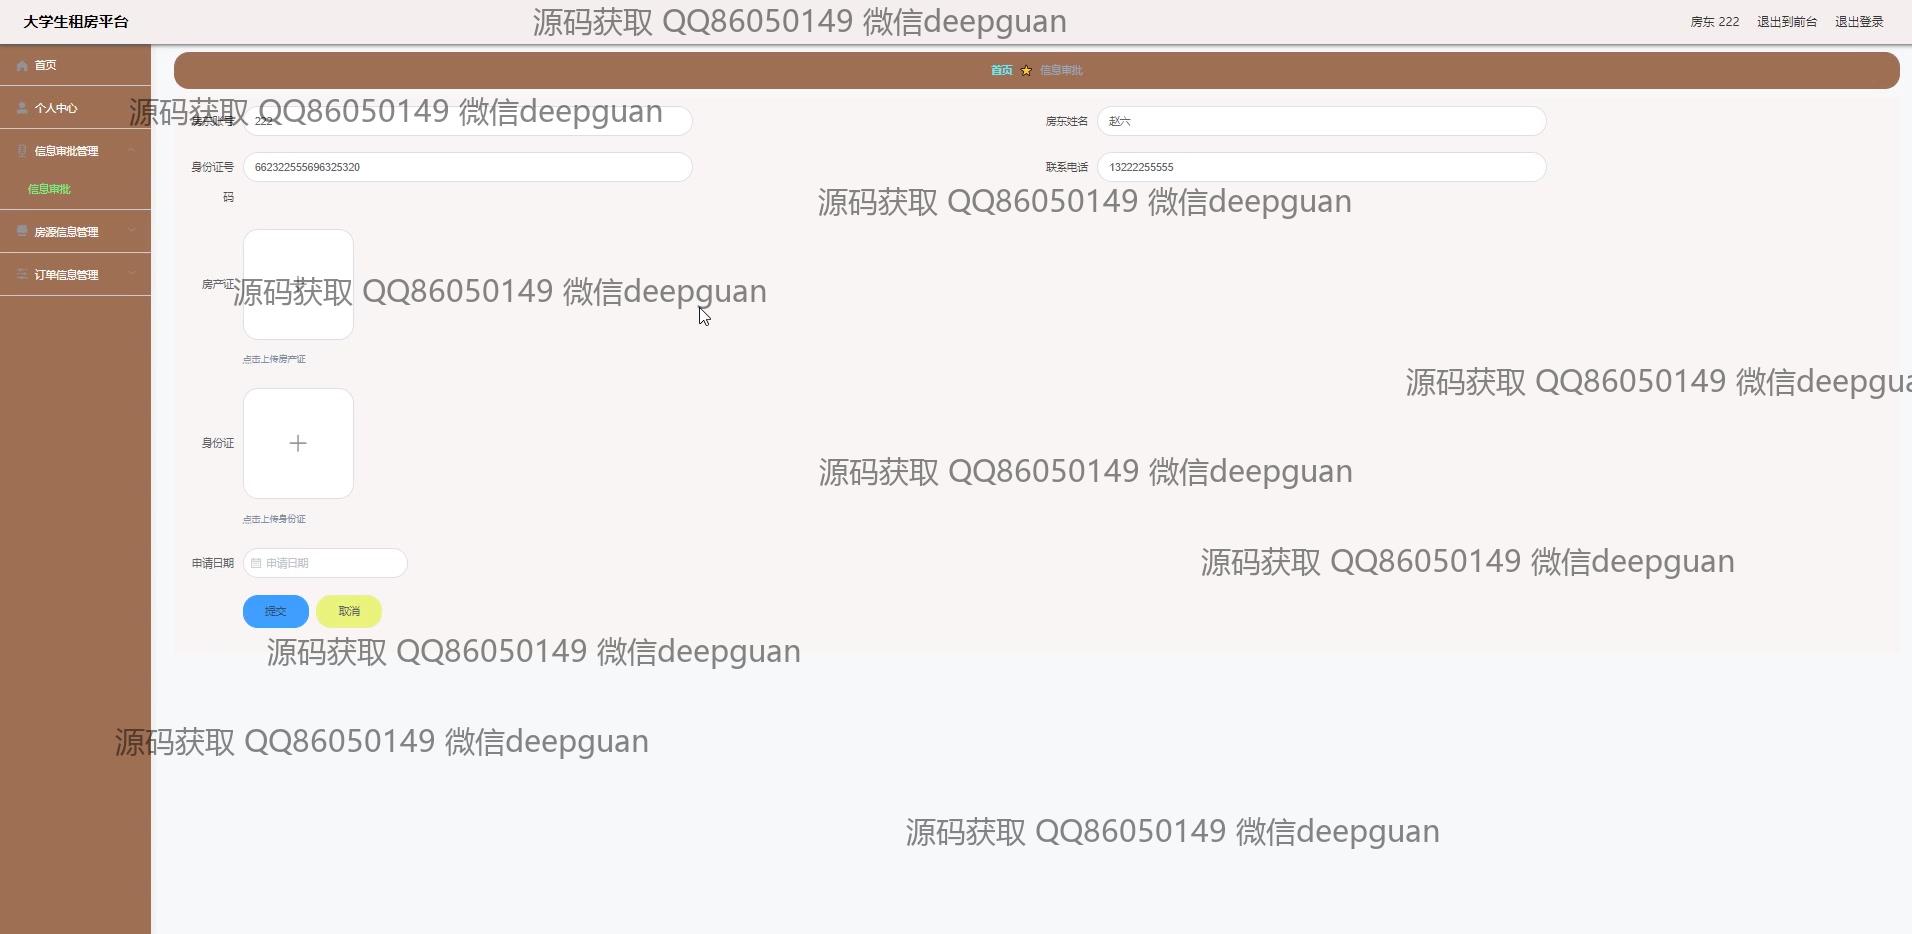 大学生租房平台
源码获取 QQ86050149 微信deepguan
房东 222 退出到前台 退出登录
首页
个人中心
信息审批管理
信息审批
房源信息管理
订单信息管理
首页 信息审批
源码获取 QQ86050149 微信deepguan
房东账号 222
房东姓名 赵六
身份证号码 662322555696325320
联系电话 13222255555
源码获取 QQ86050149 微信deepguan
房产证
源码获取 QQ86050149 微信deepguan
点击上传房产证
源码获取 QQ86050149 微信deepgua
身份证
源码获取 QQ86050149 微信deepguan
点击上传身份证
申请日期 申请日期
源码获取 QQ86050149 微信deepguan
提交 取消
源码获取 QQ86050149 微信deepguan
源码获取 QQ86050149 微信deepguan
源码获取 QQ86050149 微信deepguan